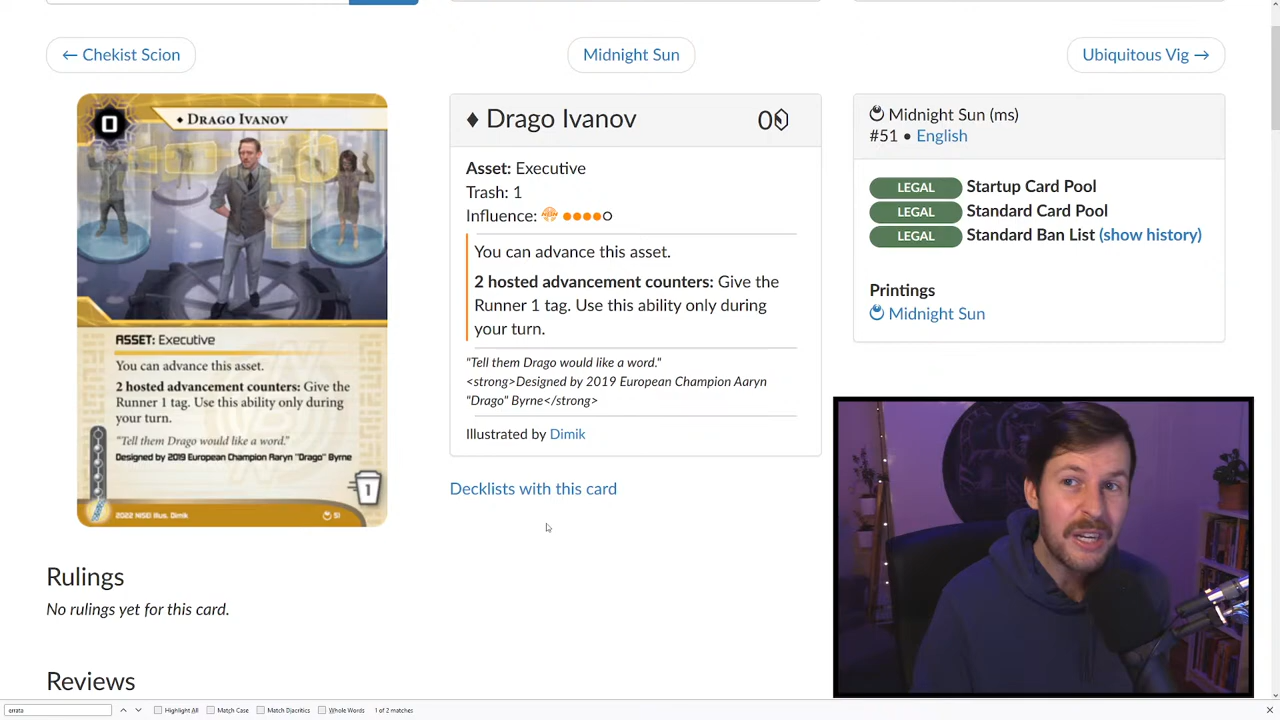 ← Chekist Scion
Midnight Sun
Ubiquitous Vig →
0
♦ DRAGO IVANOV
ASSET: Executive
You can advance this asset.
2 hosted advancement counters: Give the
Runner 1 tag. Use this ability only during
your turn.
"Tell them Drago would like a word."
Designed by 2019 European Champion Aaryn "Drago" Byrne
1
2022 NISEI Illus. Dimik
51
♦ Drago Ivanov
0
Asset: Executive
Trash: 1
Influence:
You can advance this asset.
2 hosted advancement counters: Give the
Runner 1 tag. Use this ability only during
your turn.
"Tell them Drago would like a word."
<strong>Designed by 2019 European Champion Aaryn
"Drago" Byrne</strong>
Illustrated by Dimik
Decklists with this card
Midnight Sun (ms)
#51 • English
LEGAL Startup Card Pool
LEGAL Standard Card Pool
LEGAL Standard Ban List (show history)
Printings
Midnight Sun
Rulings
No rulings yet for this card.
Reviews
errata
Highlight All
Match Case
Match Diacritics
Whole Words
1 of 2 matches